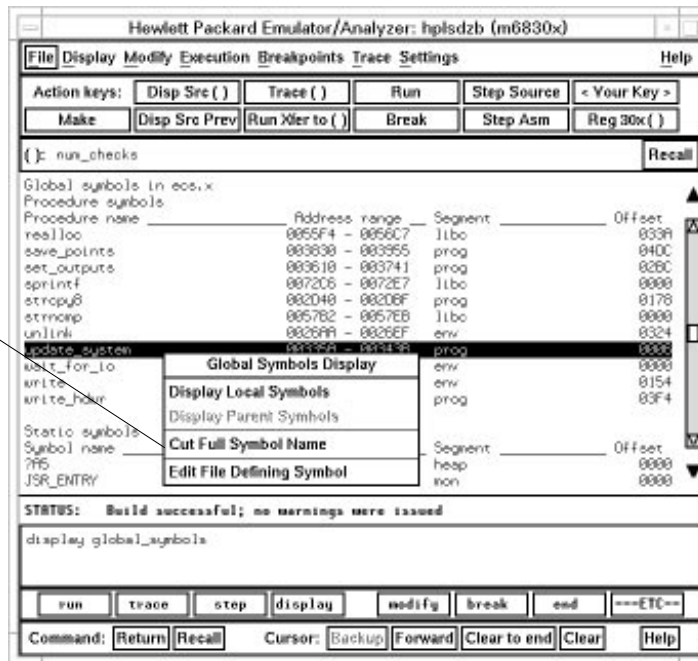 Hewlett Packard Emulator/Analyzer: hplsdzb (m6830x)
File Display Modify Execution Breakpoints Trace Settings Help
Action keys: Disp Src ( ) Trace ( ) Run Step Source < Your Key >
Make Disp Src Prev Run Xfer to ( ) Break Step Asm Reg 30x ( )
( ): num_checks Recall
Global symbols in ecs.x
Procedure symbols
Procedure name Address range Segment Offset
realloc 0055F4 - 0056C7 libc 033A
save_points 003830 - 003955 prog 04DC
set_outputs 003610 - 003741 prog 02BC
sprintf 0072C6 - 0072E7 libc 0000
strcpy8 002D40 - 002DBF prog 0178
strncmp 0057B2 - 0057EB libc 0000
unlink 0026AA - 0026EF env 0324
update_system prog
wait_for_io env 0000
write env 0154
write_hdwr prog 03F4
Global Symbols Display
Display Local Symbols
Display Parent Symbols
Cut Full Symbol Name
Edit File Defining Symbol
Static symbols
Symbol name Segment Offset
?A5 heap 0000
JSR_ENTRY mon 0000
STATUS: Build successful; no warnings were issued
display global_symbols
run trace step display modify break end ---ETC--
Command: Return Recall Cursor: Backup Forward Clear to end Clear Help